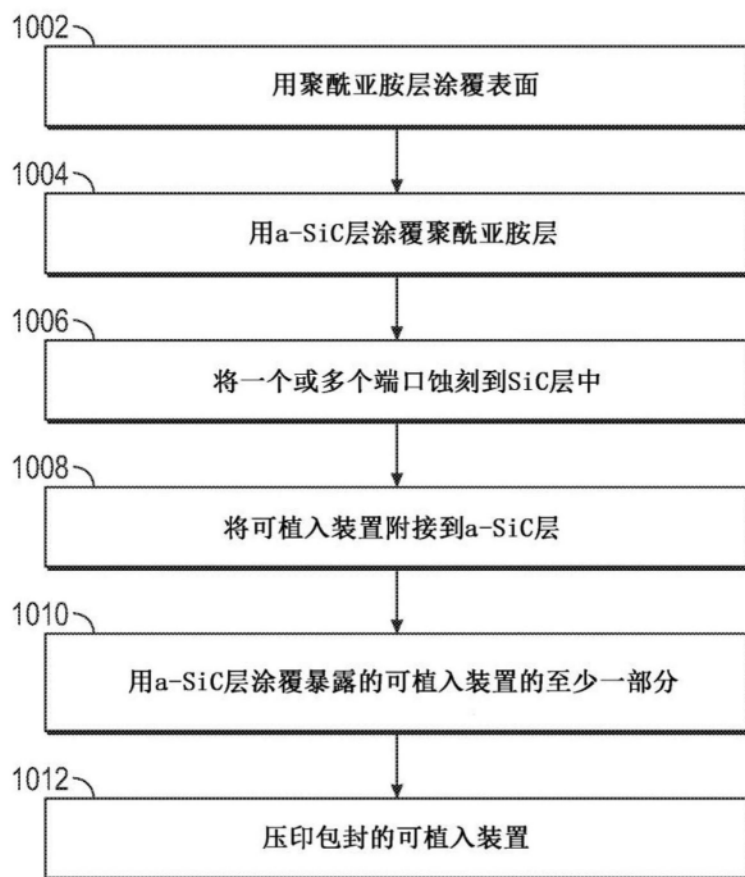 1002
用聚酰亚胺层涂覆表面
1004
用a-SiC层涂覆聚酰亚胺层
1006
将一个或多个端口蚀刻到SiC层中
1008
将可植入装置附接到a-SiC层
1010
用a-SiC层涂覆暴露的可植入装置的至少一部分
1012
压印包封的可植入装置